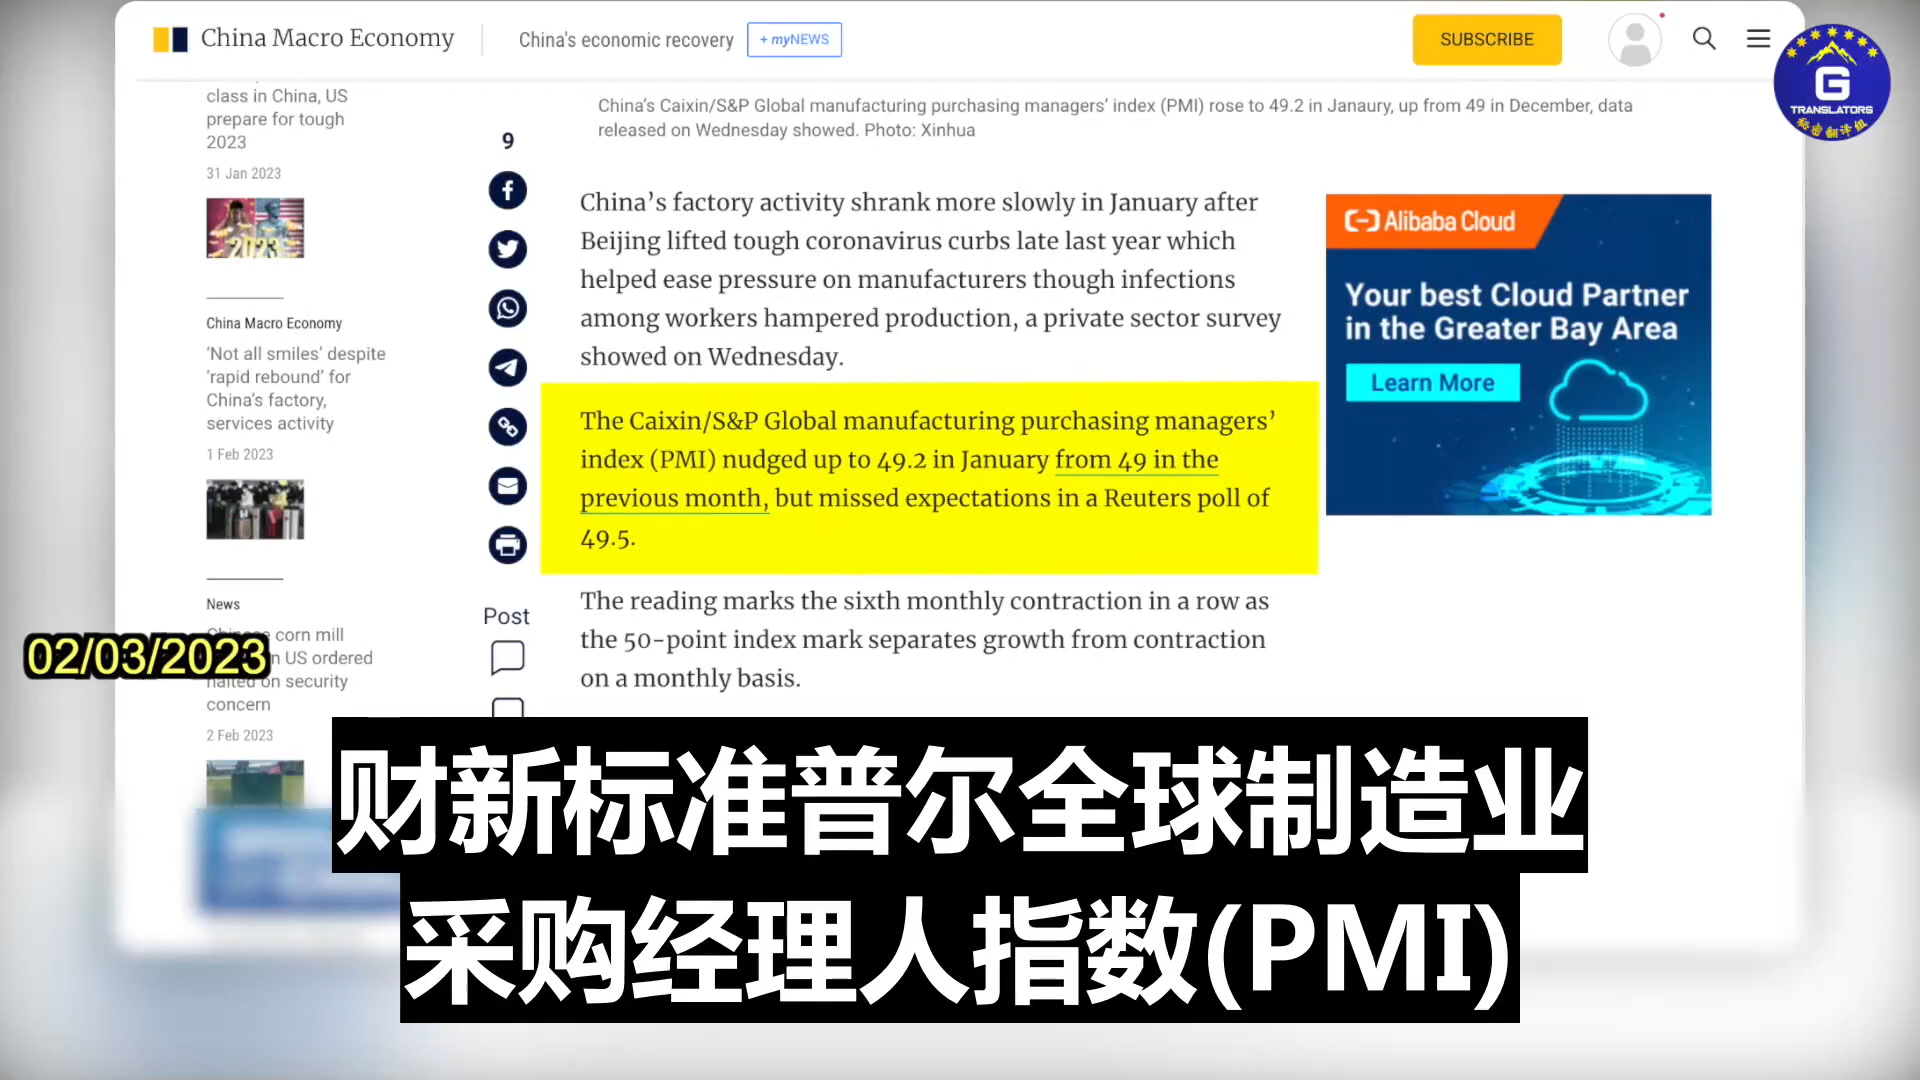 China Macro Economy
China's economic recovery
+ myNEWS
SUBSCRIBE
G
TRANSLATORS
秘密翻译组
class in China, US
prepare for tough
2023
31 Jan 2023
2023
China Macro Economy
‘Not all smiles’ despite
‘rapid rebound’ for
China’s factory,
services activity
1 Feb 2023
News
Chinese corn mill
n US ordered
halted on security
concern
2 Feb 2023
02/03/2023
9
Post
China’s Caixin/S&P Global manufacturing purchasing managers’ index (PMI) rose to 49.2 in Janaury, up from 49 in December, data
released on Wednesday showed. Photo: Xinhua
China’s factory activity shrank more slowly in January after
Beijing lifted tough coronavirus curbs late last year which
helped ease pressure on manufacturers though infections
among workers hampered production, a private sector survey
showed on Wednesday.
The Caixin/S&P Global manufacturing purchasing managers’
index (PMI) nudged up to 49.2 in January from 49 in the
previous month, but missed expectations in a Reuters poll of
49.5.
The reading marks the sixth monthly contraction in a row as
the 50-point index mark separates growth from contraction
on a monthly basis.
Alibaba Cloud
Your best Cloud Partner
in the Greater Bay Area
Learn More
财新标准普尔全球制造业
采购经理人指数(PMI)